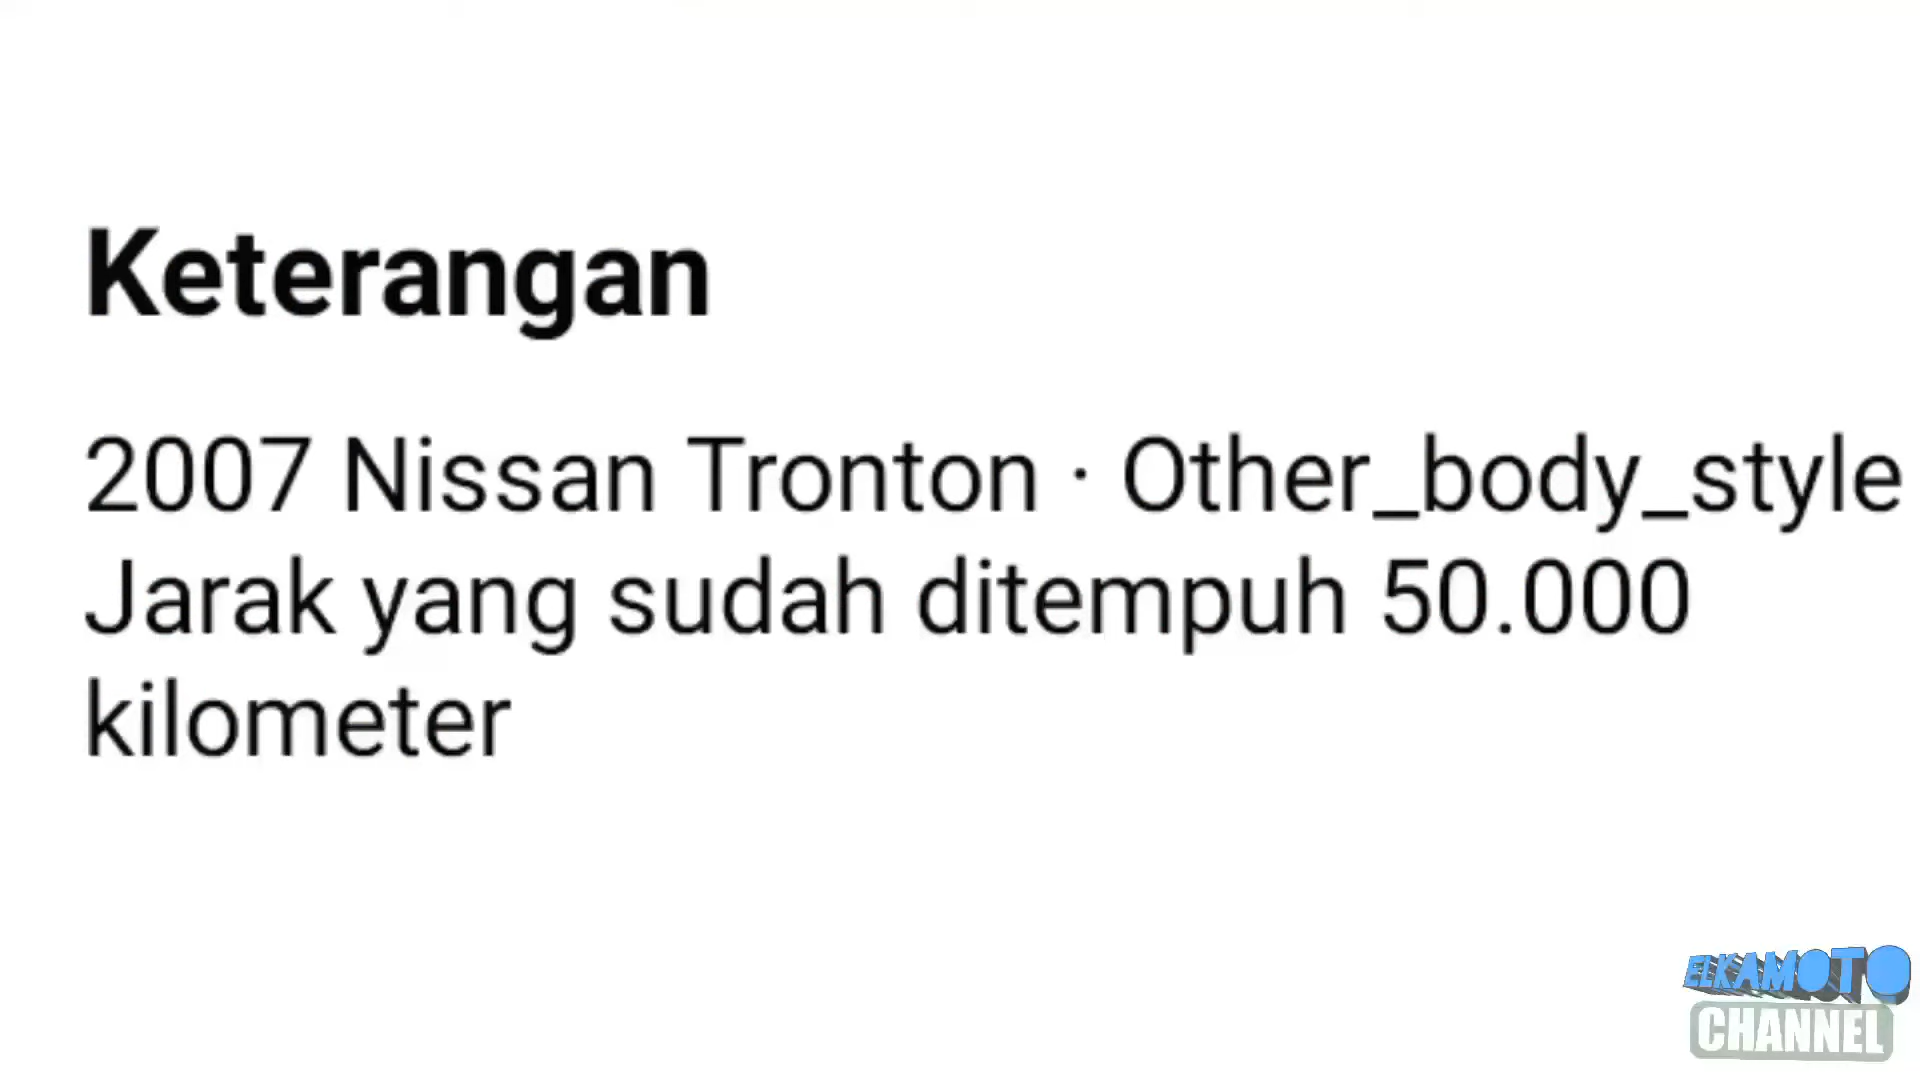 Keterangan
2007 Nissan Tronton · Other_body_style
Jarak yang sudah ditempuh 50.000
kilometer
ELKAMOTO
CHANNEL